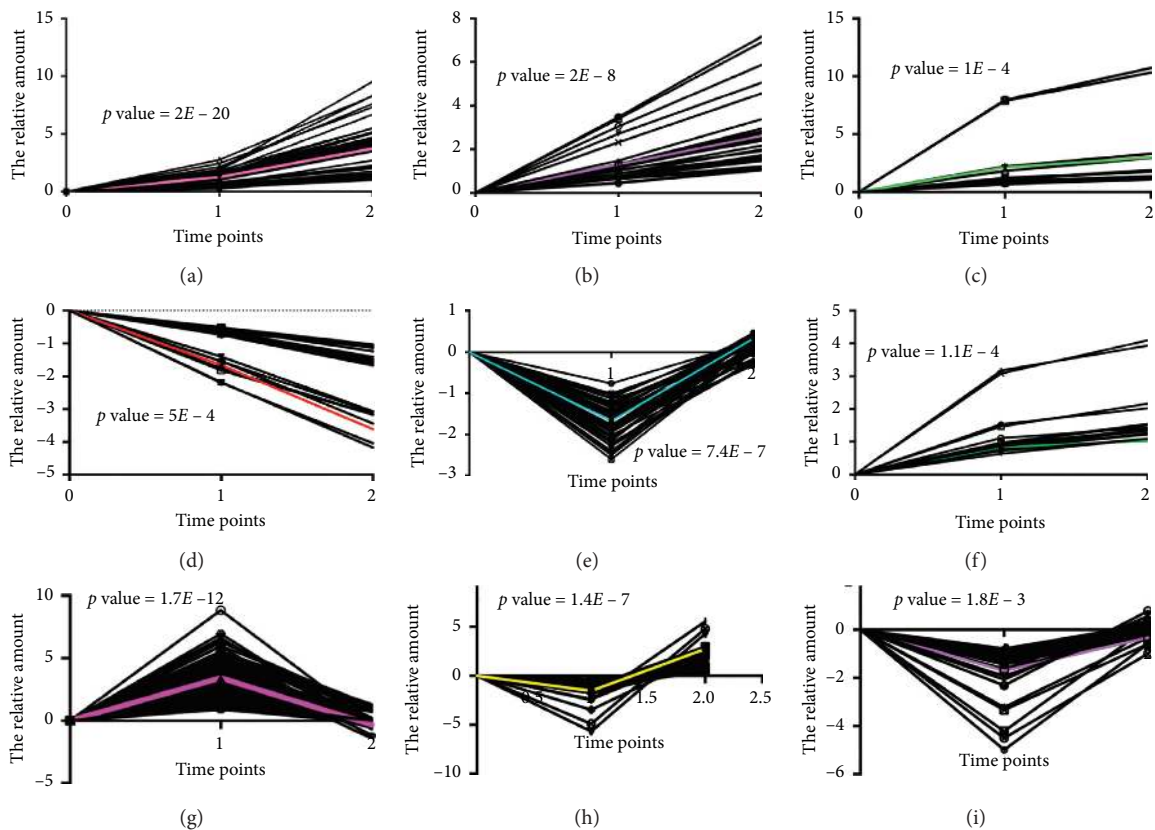 15
10
5
0
The relative amount
p value = 2E – 20
0
1
2
Time points
(a)
8
6
4
2
0
The relative amount
p value = 2E – 8
0
1
2
Time points
(b)
15
10
5
0
The relative amount
p value = 1E – 4
0
1
2
Time points
(c)
0
–1
–2
–3
–4
–5
The relative amount
p value = 5E – 4
0
1
2
Time points
(d)
1
0
–1
–2
–3
The relative amount
1
2
p value = 7.4E – 7
Time points
(e)
5
4
3
2
1
0
The relative amount
p value = 1.1E – 4
0
1
2
Time points
(f)
10
5
0
–5
The relative amount
p value = 1.7E –12
1
2
Time points
(g)
5
0
–5
–10
The relative amount
p value = 1.4E – 7
0.5
1.5
2.0
2.5
Time points
(h)
0
–2
–4
–6
The relative amount
p value = 1.8E – 3
Time points
(i)